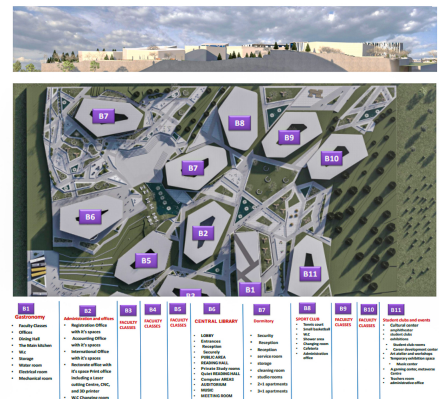 B7
B8
B9
B7
B10
B6
B2
B5
B11
B1
B3
B1
Gastronomy
Faculty Classes
Offices
Dining Hall
The Main kitchen
W.c
Storage
Water room
Electrical room
Mechanical room
B2
Administration and offices
Registration Office
with it's spaces
Accounting Office
with it's spaces
International Office
with it's spaces
Rectorate office with
it's space Print office
including a Laser
cutting Centre, CNC,
and 3D printer
W.C Changing room
B3
FACULTY
CLASSES
B4
FACULTY
CLASSES
B5
FACULTY
CLASSES
B6
CENTRAL LIBRARY
LOBBY
Entrances
Reception
Security
PUBLIC AREA
READING HALL
Private Study rooms
Quiet READING HALL
Computer AREAS
AUDITORIUM
MUSIC
MEETING ROOM
B7
Dormitory
Security
Reception
Reception
service room
storage
cleaning room
studio rooms
2+1 apartments
3+1 apartments
B8
SPORT CLUB
Tennis court
Small basketball
W.C
Shower area
Changing room
Cafeteria
Administration
office
B9
FACULTY
CLASSES
B10
FACULTY
CLASSES
B11
Student clubs and events
Cultural center
amphitheater
student clubs
exhibitions
Student club rooms
Career development center
Art atelier and workshops
Temporary exhibition space
Music center
A gaming centre, metaverse
Centre
Teachers room
administration office